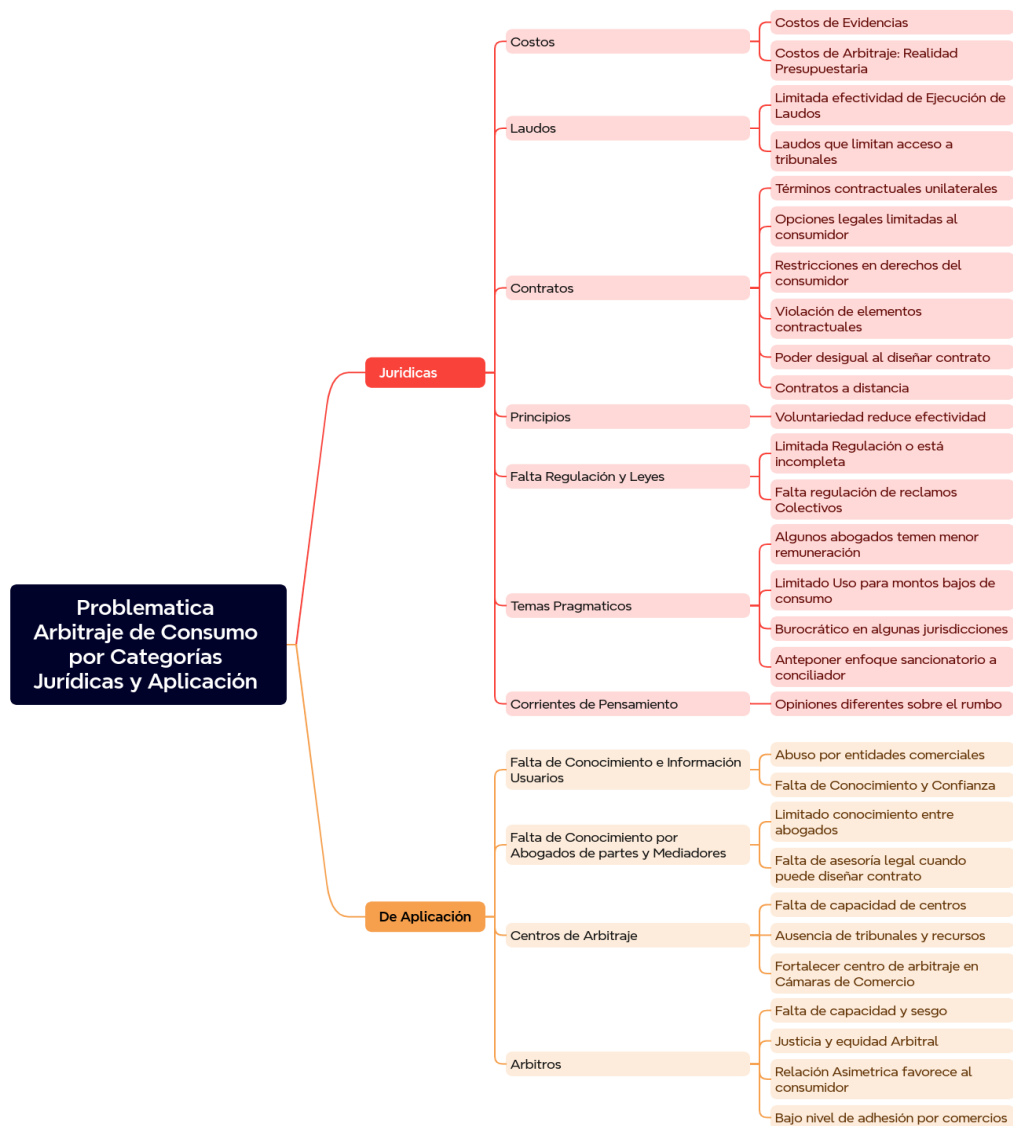 Problematica
Arbitraje de Consumo
por Categorías
Jurídicas y Aplicación
Juridicas
Costos
Costos de Evidencias
Costos de Arbitraje: Realidad
Presupuestaria
Laudos
Limitada efectividad de Ejecución de
Laudos
Laudos que limitan acceso a
tribunales
Contratos
Términos contractuales unilaterales
Opciones legales limitadas al
consumidor
Restricciones en derechos del
consumidor
Violación de elementos
contractuales
Poder desigual al diseñar contrato
Contratos a distancia
Principios
Voluntariedad reduce efectividad
Falta Regulación y Leyes
Limitada Regulación o está
incompleta
Falta regulación de reclamos
Colectivos
Temas Pragmaticos
Algunos abogados temen menor
remuneración
Limitado Uso para montos bajos de
consumo
Burocrático en algunas jurisdicciones
Anteponer enfoque sancionatorio a
conciliador
Corrientes de Pensamiento
Opiniones diferentes sobre el rumbo
De Aplicación
Falta de Conocimiento e Información
Usuarios
Abuso por entidades comerciales
Falta de Conocimiento y Confianza
Falta de Conocimiento por
Abogados de partes y Mediadores
Limitado conocimiento entre
abogados
Falta de asesoría legal cuando
puede diseñar contrato
Centros de Arbitraje
Falta de capacidad de centros
Ausencia de tribunales y recursos
Fortalecer centro de arbitraje en
Cámaras de Comercio
Arbitros
Falta de capacidad y sesgo
Justicia y equidad Arbitral
Relación Asimetrica favorece al
consumidor
Bajo nivel de adhesión por comercios